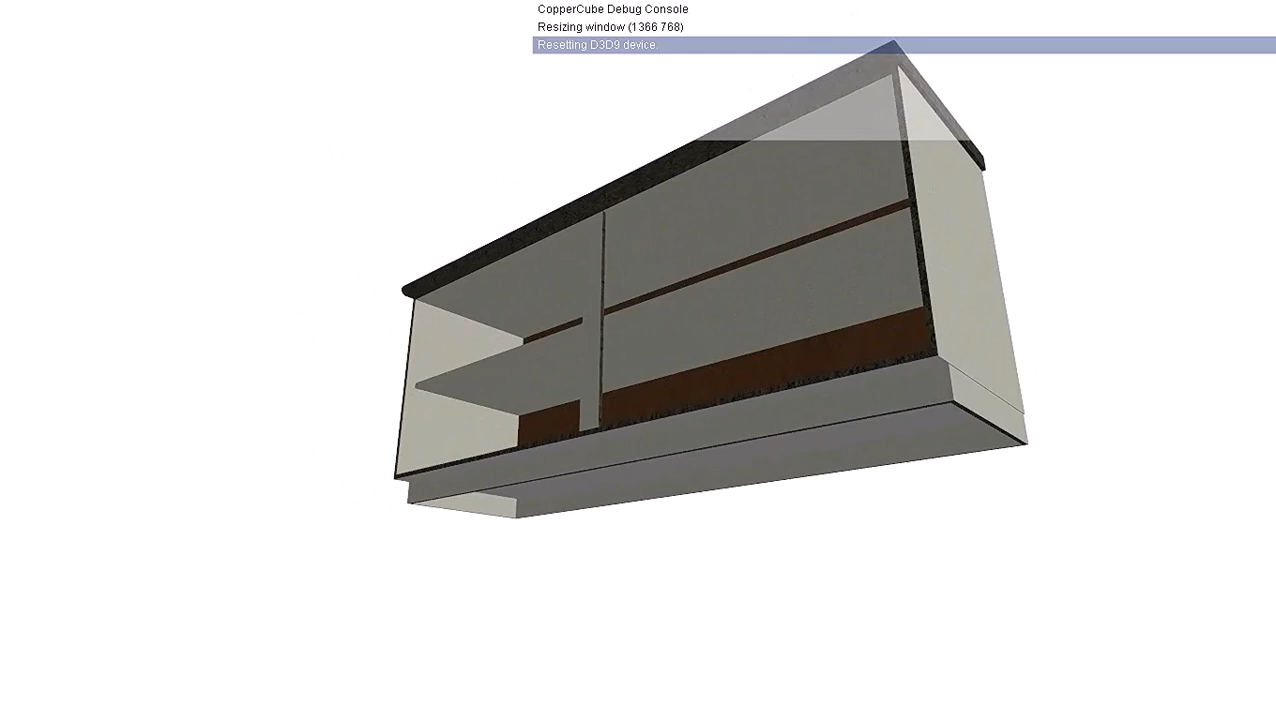 CopperCube Debug Console
Resizing window (1366 768)
Resetting D3D9 device.